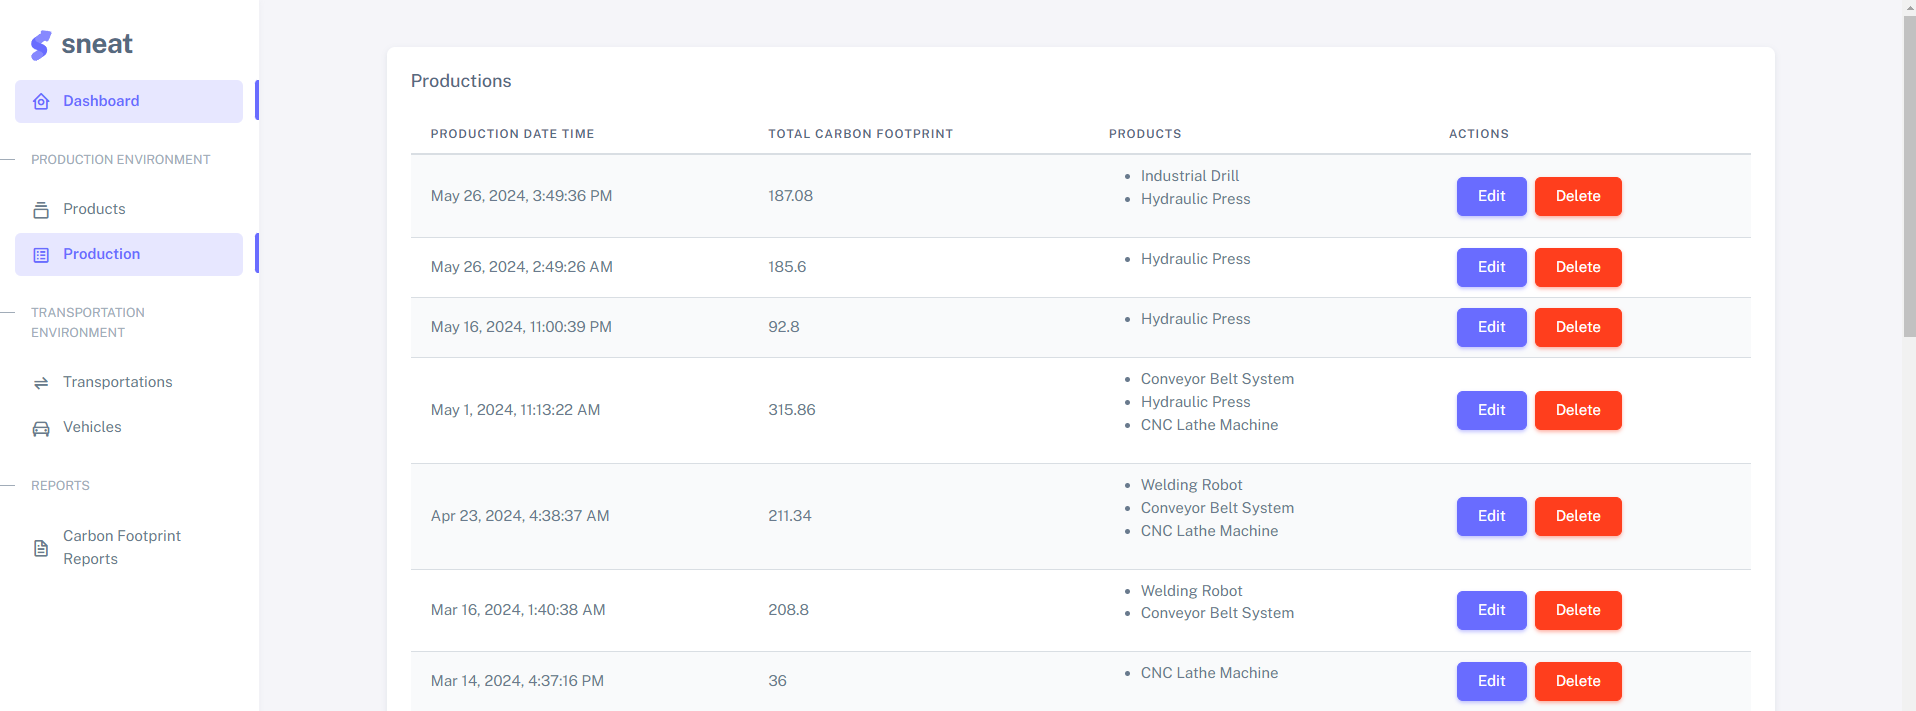 sneat
Dashboard
PRODUCTION ENVIRONMENT
Products
Production
TRANSPORTATION
ENVIRONMENT
Transportations
Vehicles
REPORTS
Carbon Footprint
Reports
Productions
PRODUCTION DATE TIME TOTAL CARBON FOOTPRINT PRODUCTS ACTIONS
May 26, 2024, 3:49:36 PM 187.08
• Industrial Drill
• Hydraulic Press
Edit Delete
May 26, 2024, 2:49:26 AM 185.6
• Hydraulic Press
Edit Delete
May 16, 2024, 11:00:39 PM 92.8
• Hydraulic Press
Edit Delete
May 1, 2024, 11:13:22 AM 315.86
• Conveyor Belt System
• Hydraulic Press
• CNC Lathe Machine
Edit Delete
Apr 23, 2024, 4:38:37 AM 211.34
• Welding Robot
• Conveyor Belt System
• CNC Lathe Machine
Edit Delete
Mar 16, 2024, 1:40:38 AM 208.8
• Welding Robot
• Conveyor Belt System
Edit Delete
Mar 14, 2024, 4:37:16 PM 36
• CNC Lathe Machine
Edit Delete